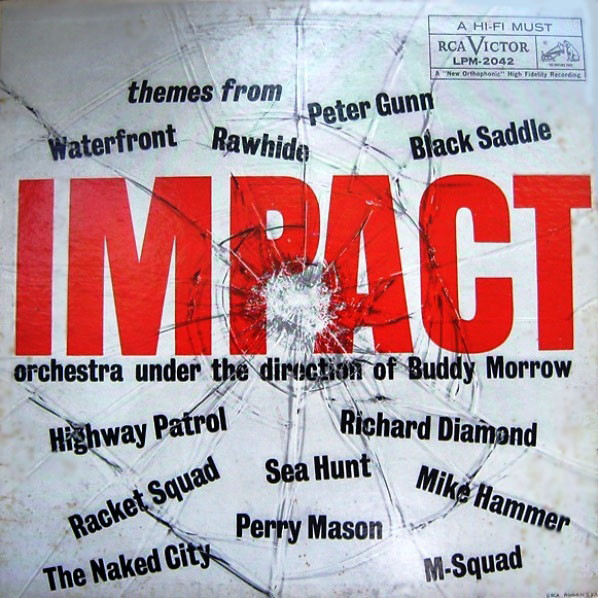 A HI-FI MUST
RCA VICTOR
LPM-2042
A "New Orthophonic" High Fidelity Recording
themes from
Peter Gunn
Waterfront
Rawhide
Black Saddle
IMPACT
orchestra under the direction of Buddy Morrow
Highway Patrol
Richard Diamond
Sea Hunt
Racket Squad
Mike Hammer
Perry Mason
The Naked City
M-Squad